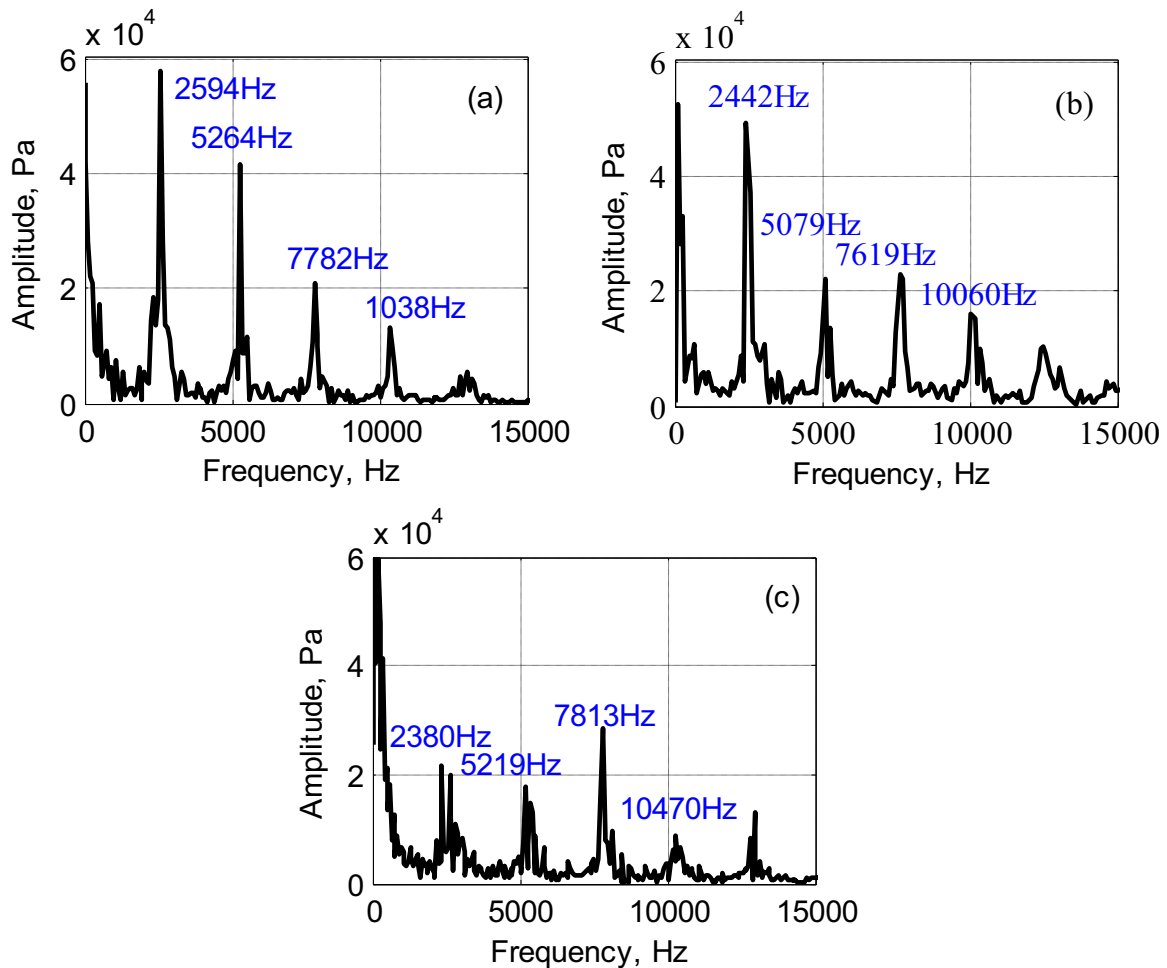 x 10^4
6
4
2
0
Amplitude, Pa
2594Hz
5264Hz
7782Hz
1038Hz
(a)
0 5000 10000 15000
Frequency, Hz
x 10^4
6
4
2
0
Amplitude, Pa
2442Hz
5079Hz
7619Hz
10060Hz
(b)
0 5000 10000 15000
Frequency, Hz
x 10^4
6
4
2
0
Amplitude, Pa
2380Hz
5219Hz
7813Hz
10470Hz
(c)
0 5000 10000 15000
Frequency, Hz